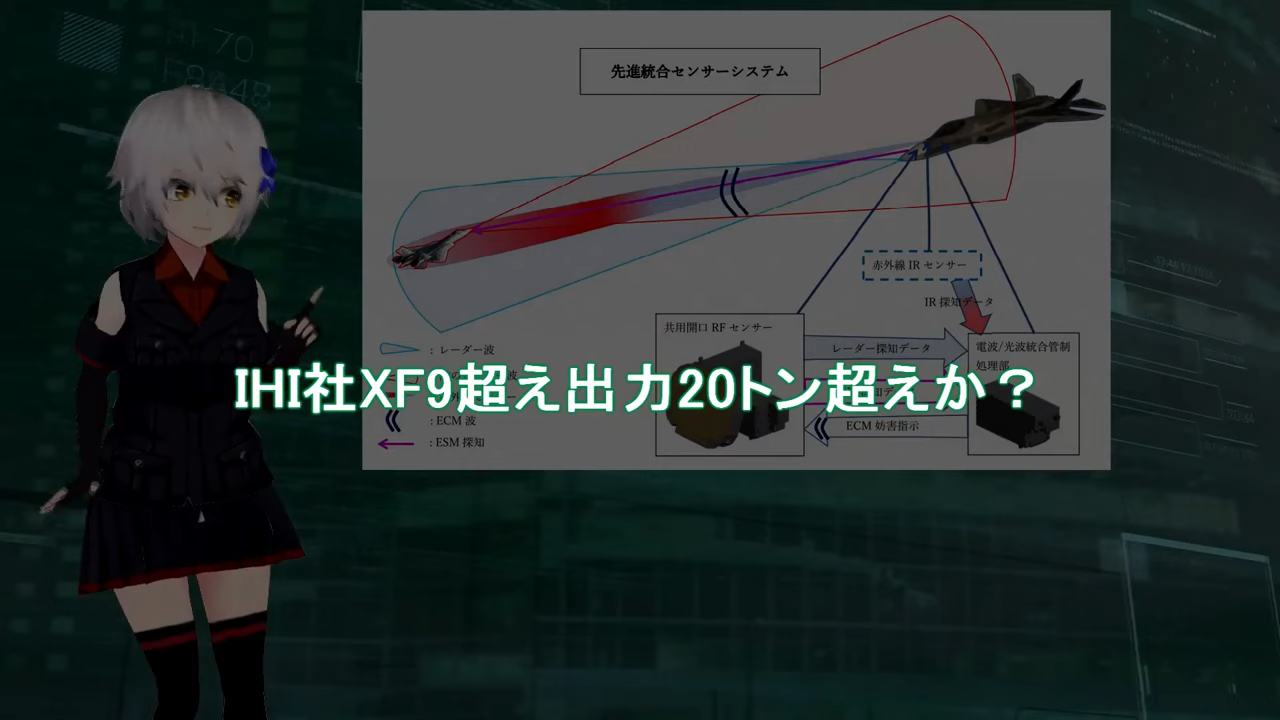 先進統合センサーシステム
赤外線 IR センサー
IR 探知データ
共用開口 RF センサー
電波/光波統合管制
処理部
：レーダー波
レーダー探知データ
IHI社XF9超え出力20トン超えか？
：ECM 波
ECM 妨害指示
：ESM 探知